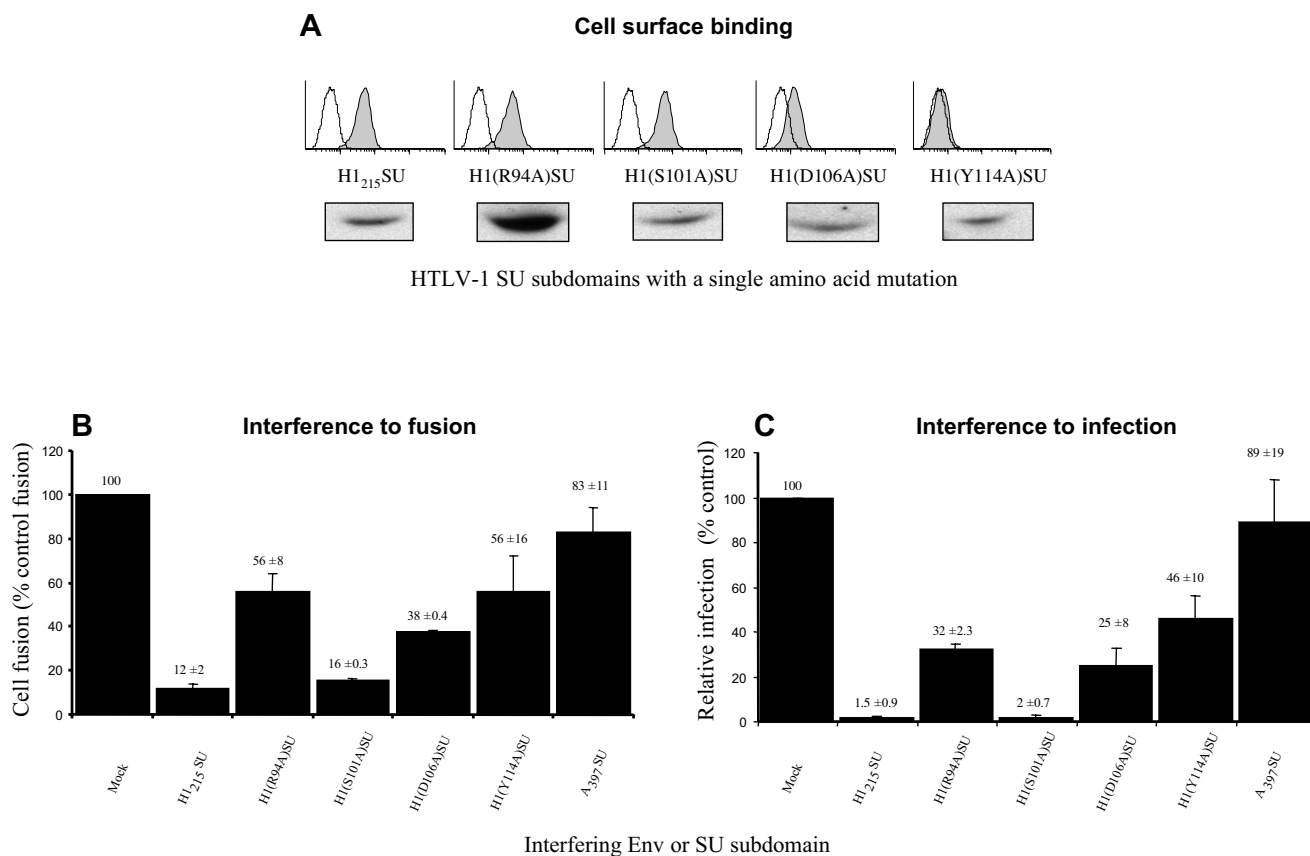 A
Cell surface binding
H1215SU
H1(R94A)SU
H1(S101A)SU
H1(D106A)SU
H1(Y114A)SU
HTLV-1 SU subdomains with a single amino acid mutation
B
Interference to fusion
Cell fusion (% control fusion)
120
100
80
60
40
20
0
100
12 ±2
56 ±8
16 ±0.3
38 ±0.4
56 ±16
83 ±11
Mock
H1215 SU
H1(R94A)SU
H1(S101A)SU
H1(D106A)SU
H1(Y114A)SU
A397SU
C
Interference to infection
Relative infection (% control)
120
100
80
60
40
20
0
100
1.5 ±0.9
32 ±2.3
2 ±0.7
25 ±8
46 ±10
89 ±19
Mock
H1215 SU
H1(R94A)SU
H1(S101A)SU
H1(D106A)SU
H1(Y114A)SU
A397SU
Interfering Env or SU subdomain